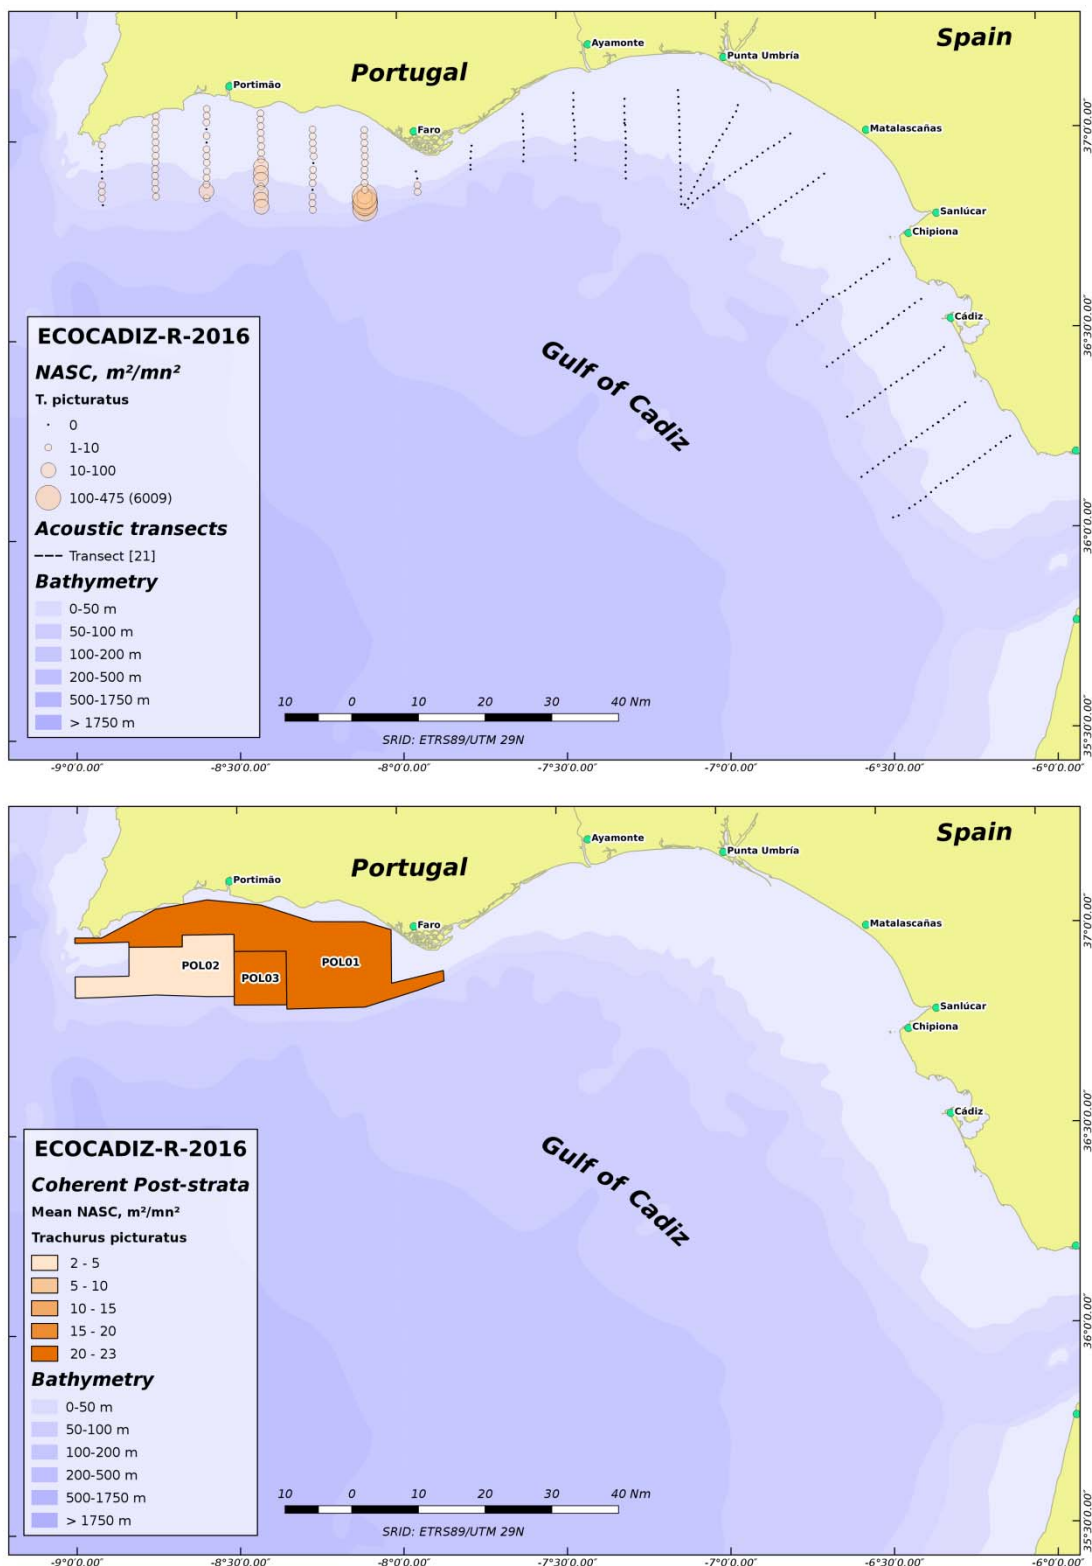 Spain
Ayamonte
Punta Umbría
Portugal
Portimão
Faro
Matalascañas
37°0'0.00"
Sanlúcar
Chipiona
Cádiz
36°30'0.00"
Gulf of Cadiz
ECOCADIZ-R-2016
NASC, m²/mn²
T. picturatus
0
1-10
10-100
100-475 (6009)
Acoustic transects
Transect [21]
Bathymetry
0-50 m
50-100 m
100-200 m
200-500 m
500-1750 m
> 1750 m
36°0'0.00"
10 0 10 20 30 40 Nm
SRID: ETRS89/UTM 29N
35°30'0.00"
-9°0'0.00" -8°30'0.00" -8°0'0.00" -7°30'0.00" -7°0'0.00" -6°30'0.00" -6°0'0.00"
Spain
Ayamonte
Punta Umbría
Portugal
Portimão
Faro
Matalascañas
37°0'0.00"
POL02
POL03
POL01
Sanlúcar
Chipiona
Cádiz
36°30'0.00"
Gulf of Cadiz
ECOCADIZ-R-2016
Coherent Post-strata
Mean NASC, m²/mn²
Trachurus picturatus
2 - 5
5 - 10
10 - 15
15 - 20
20 - 23
Bathymetry
0-50 m
50-100 m
100-200 m
200-500 m
500-1750 m
> 1750 m
36°0'0.00"
10 0 10 20 30 40 Nm
SRID: ETRS89/UTM 29N
35°30'0.00"
-9°0'0.00" -8°30'0.00" -8°0'0.00" -7°30'0.00" -7°0'0.00" -6°30'0.00" -6°0'0.00"